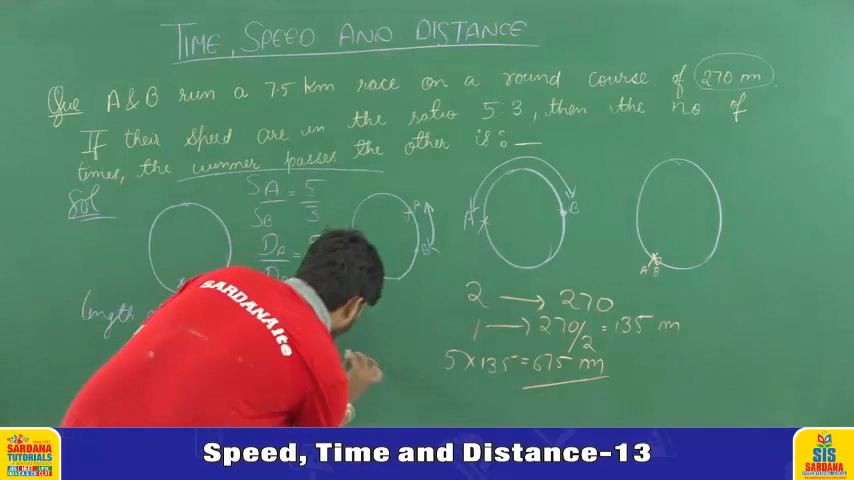 TIME, SPEED AND DISTANCE
Que A & B run a 7.5 km race on a round course of 270 m.
If their speed are in the ratio 5:3, then the no of
times, the winner passes the other is : __
Sol
SA = 5
SB 3
DA =
A
B
A
B
A B
length
2 → 270
1 → 270/2 = 135 m
5 × 135 = 675 m
SARDANAite
SARDANA
TUTORIALS
Speed, Time and Distance-13
SIS
SARDANA